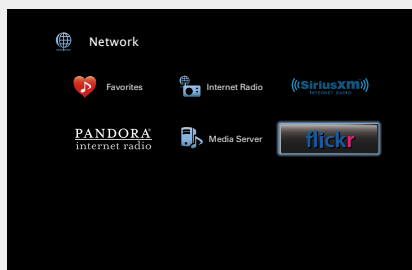 Network
Favorites
Internet Radio
((SiriusXM))
INTERNET RADIO
PANDORA®
internet radio
Media Server
flickr